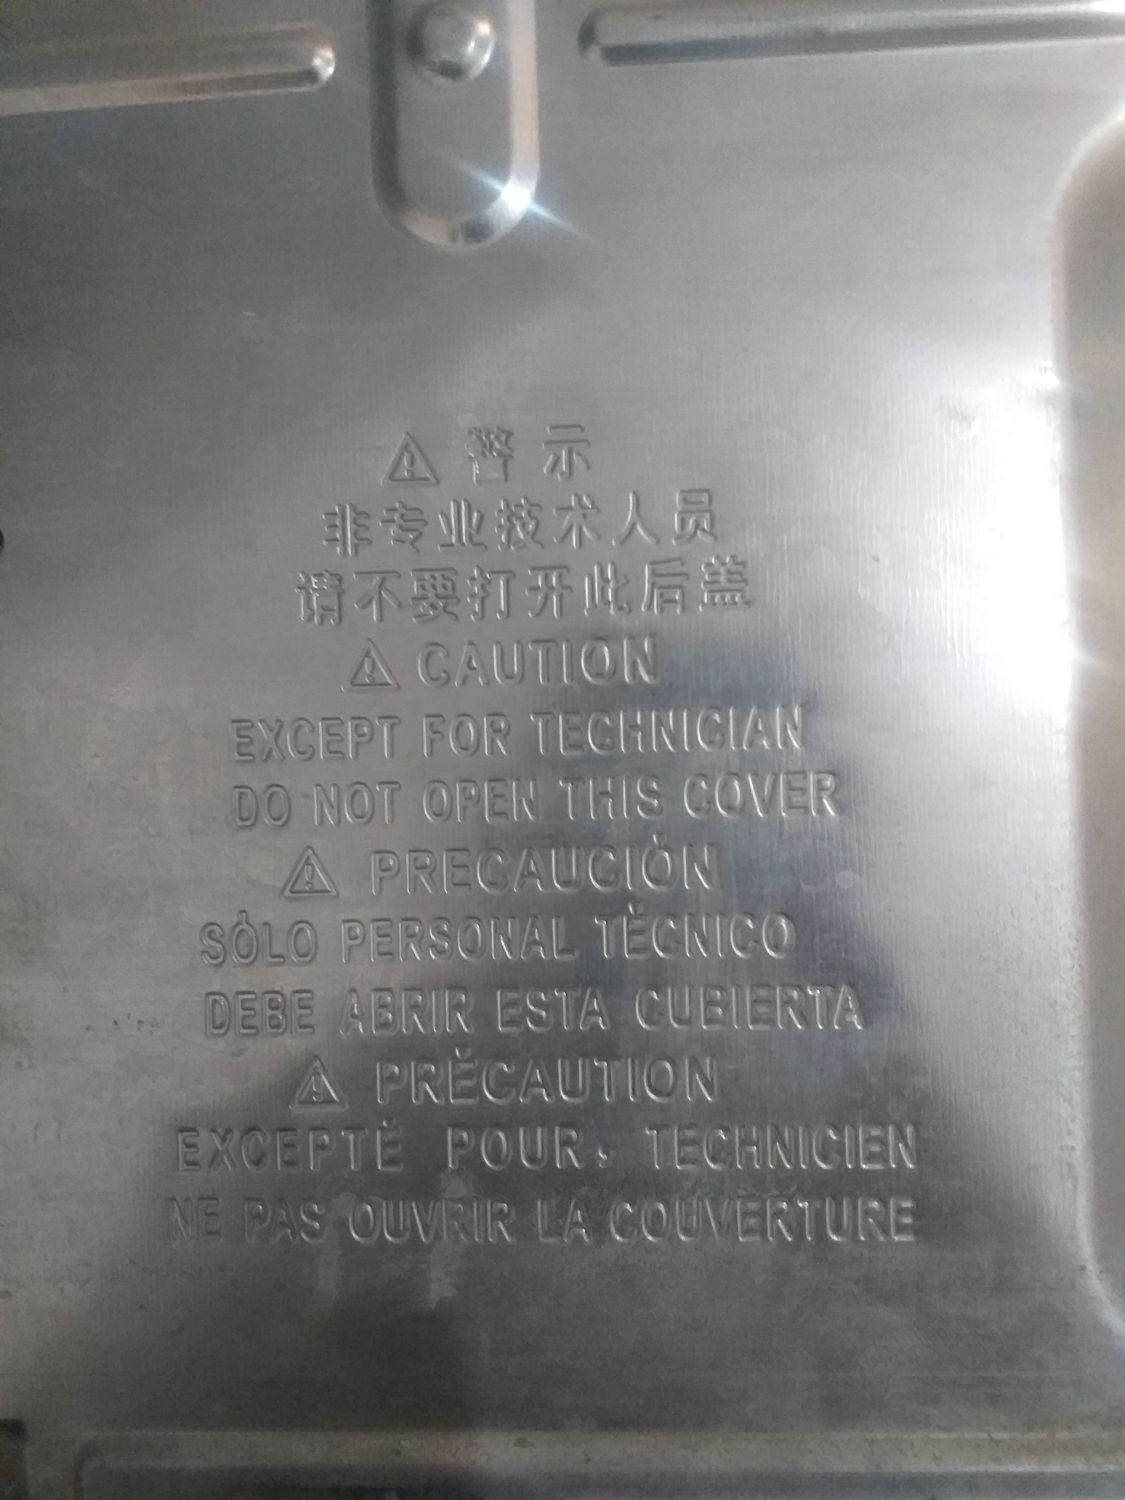 ⚠ 警示
非专业技术人员
请不要打开此后盖
⚠ CAUTION
EXCEPT FOR TECHNICIAN
DO NOT OPEN THIS COVER
⚠ PRECAUCIÓN
SÓLO PERSONAL TÉCNICO
DEBE ABRIR ESTA CUBIERTA
⚠ PRÉCAUTION
EXCEPTÉ POUR, TECHNICIEN
NE PAS OUVRIR LA COUVERTURE